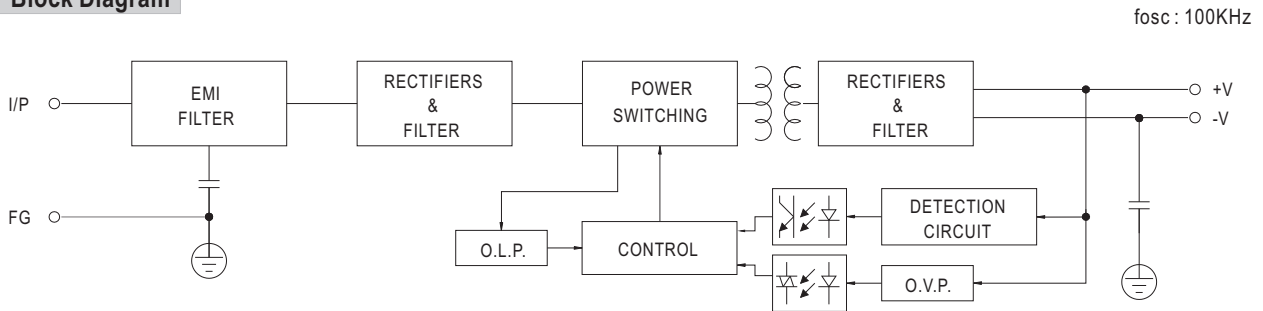 Block Diagram
fosc : 100KHz
I/P
EMI
FILTER
RECTIFIERS
&
FILTER
POWER
SWITCHING
RECTIFIERS
&
FILTER
+V
-V
FG
O.L.P.
CONTROL
DETECTION
CIRCUIT
O.V.P.